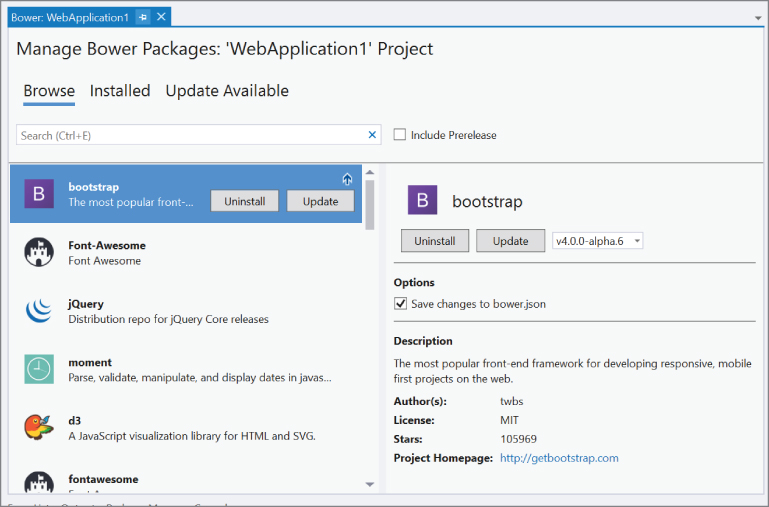 Bower: WebApplication1
Manage Bower Packages: 'WebApplication1' Project
Browse Installed Update Available
Search (Ctrl+E)
Include Prerelease
B
bootstrap
The most popular front-...
Uninstall
Update
Font-Awesome
Font Awesome
jQuery
Distribution repo for jQuery Core releases
moment
Parse, validate, manipulate, and display dates in javas...
d3
A JavaScript visualization library for HTML and SVG.
fontawesome
B
bootstrap
Uninstall
Update
v4.0.0-alpha.6
Options
Save changes to bower.json
Description
The most popular front-end framework for developing responsive, mobile
first projects on the web.
Author(s): twbs
License: MIT
Stars: 105969
Project Homepage: http://getbootstrap.com